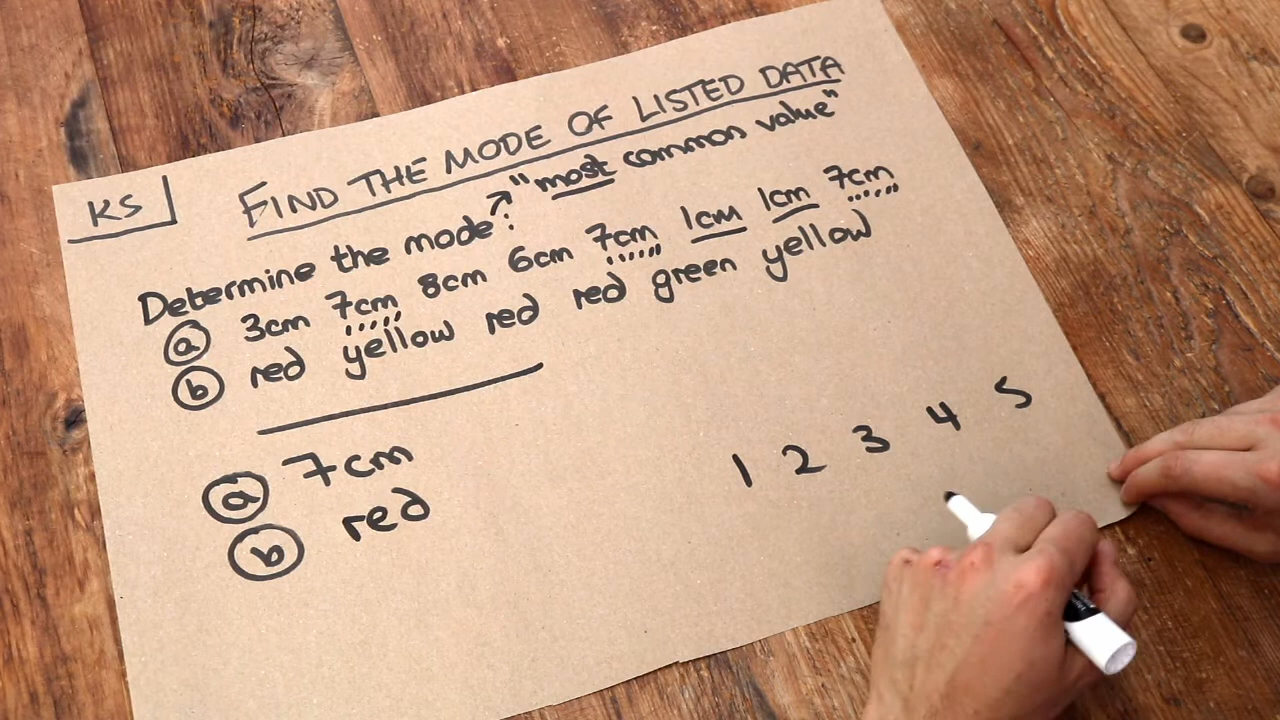 KS
FIND THE MODE OF LISTED DATA
"most common value"
Determine the mode:
a 3cm 7cm 8cm 6cm 7cm 1cm 1cm 7cm
b red yellow red red green yellow
a 7cm
b red
1 2 3 4 5